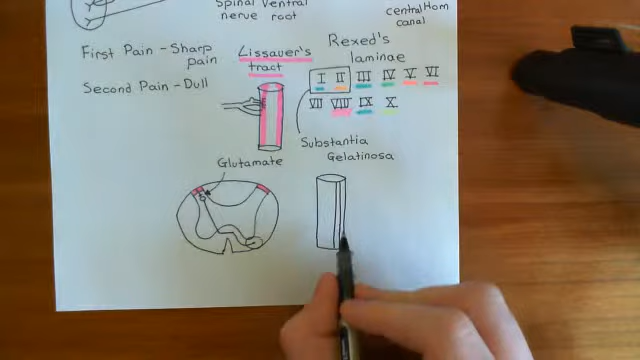 Spinal Ventral
nerve root
central Horn
canal
First Pain - Sharp
pain
Second Pain - Dull
Lissauer's
tract
Rexed's
laminae
I II III IV V VI
VII VIII IX X
Substantia
Gelatinosa
Glutamate